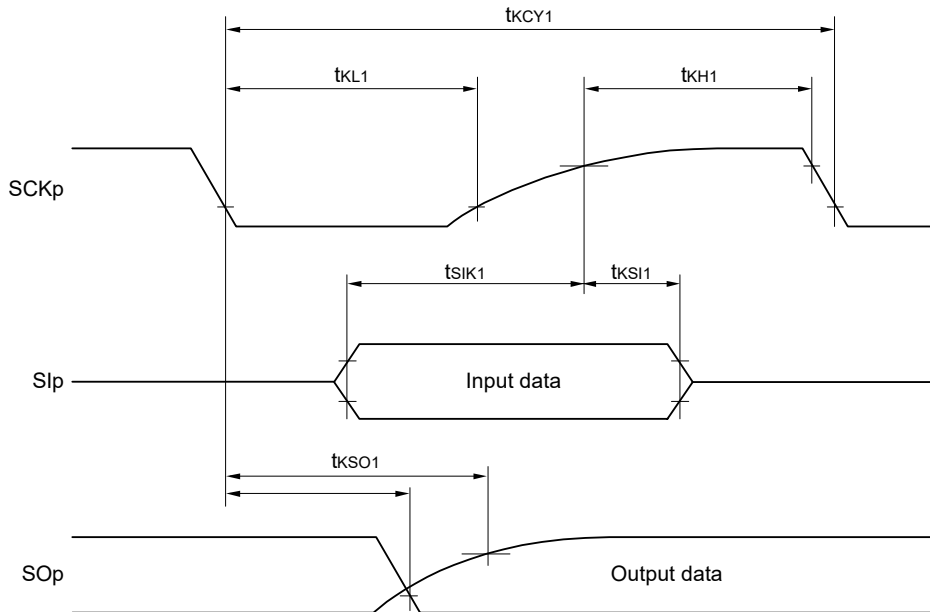 tKCY1
tKL1
tKH1
SCKp
tSIK1
tKSI1
SIp
Input data
tKSO1
SOp
Output data